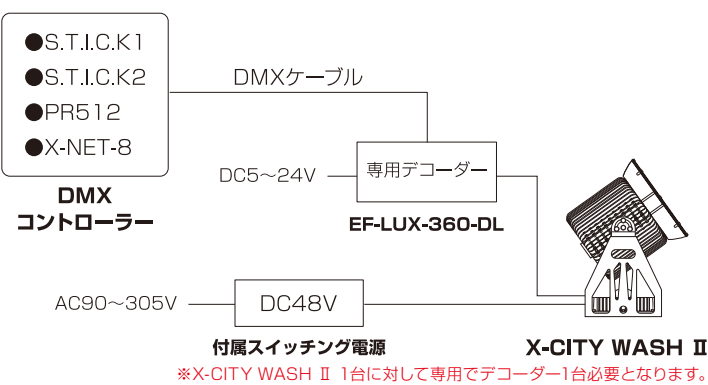 ●S.T.I.C.K1
●S.T.I.C.K2
●PR512
●X-NET-8
DMX
コントローラー
DMXケーブル
DC5～24V
専用デコーダー
EF-LUX-360-DL
AC90～305V
DC48V
付属スイッチング電源
X-CITY WASH Ⅱ
※X-CITY WASH Ⅱ 1台に対して専用でデコーダー1台必要となります。